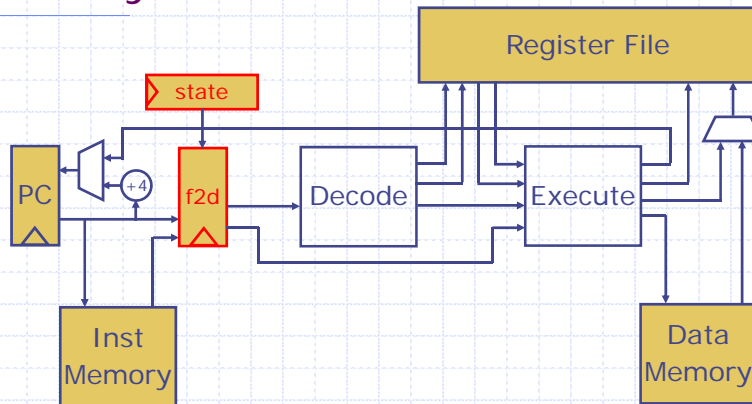 Register File
state
PC
+4
f2d
Decode
Execute
Inst
Memory
Data
Memory